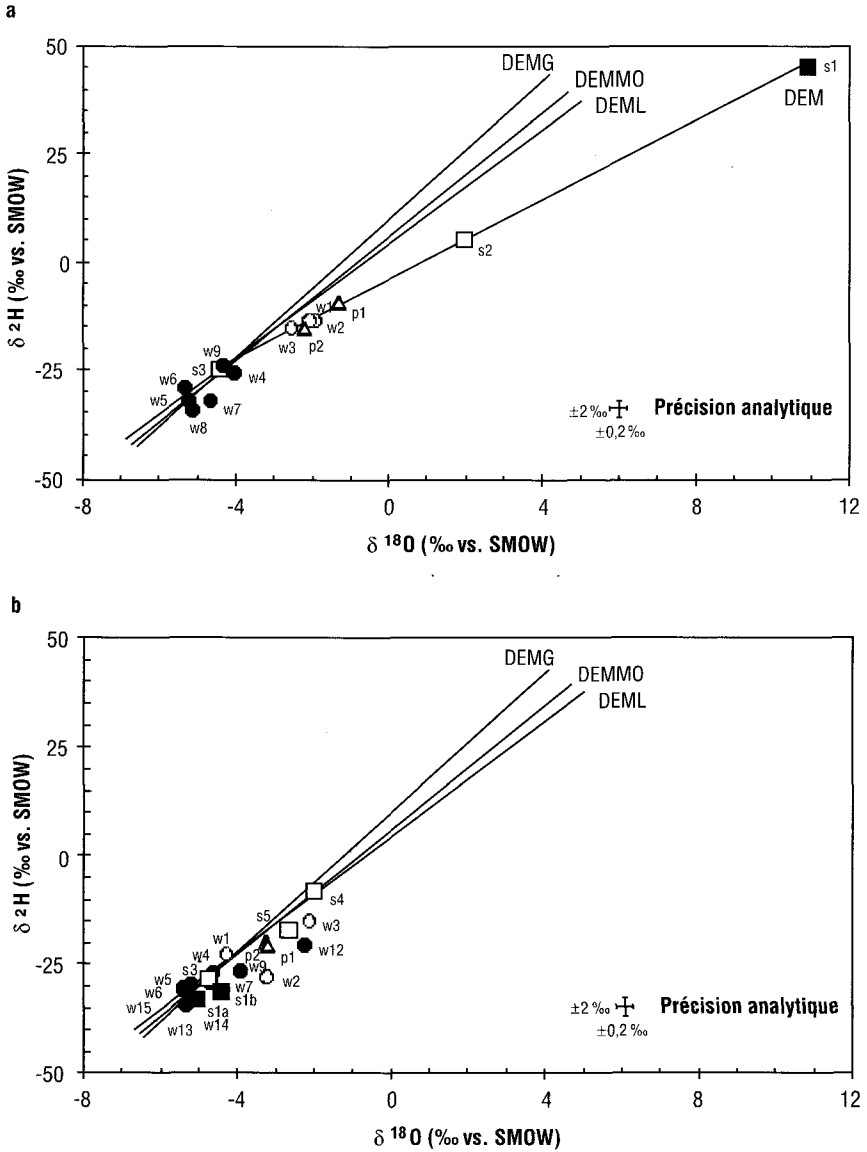 a
50
25
0
-25
-50
δ ²H (‰ vs. SMOW)
DEMG
DEMMO
DEML
s1
DEM
s2
w1
p1
w2
w3
p2
w9
s3
w4
w6
w5
w7
w8
±2‰
Précision analytique
±0,2‰
-8
-4
0
4
8
12
δ ¹⁸O (‰ vs. SMOW)
b
50
25
0
-25
-50
δ ²H (‰ vs. SMOW)
DEMG
DEMMO
DEML
s4
s5
w3
w1
w12
w4
p2
p1
s3
w9
w5
w7
w2
w6
s1b
w15
s1a
w13
w14
±2‰
Précision analytique
±0,2‰
-8
-4
0
4
8
12
δ ¹⁸O (‰ vs. SMOW)